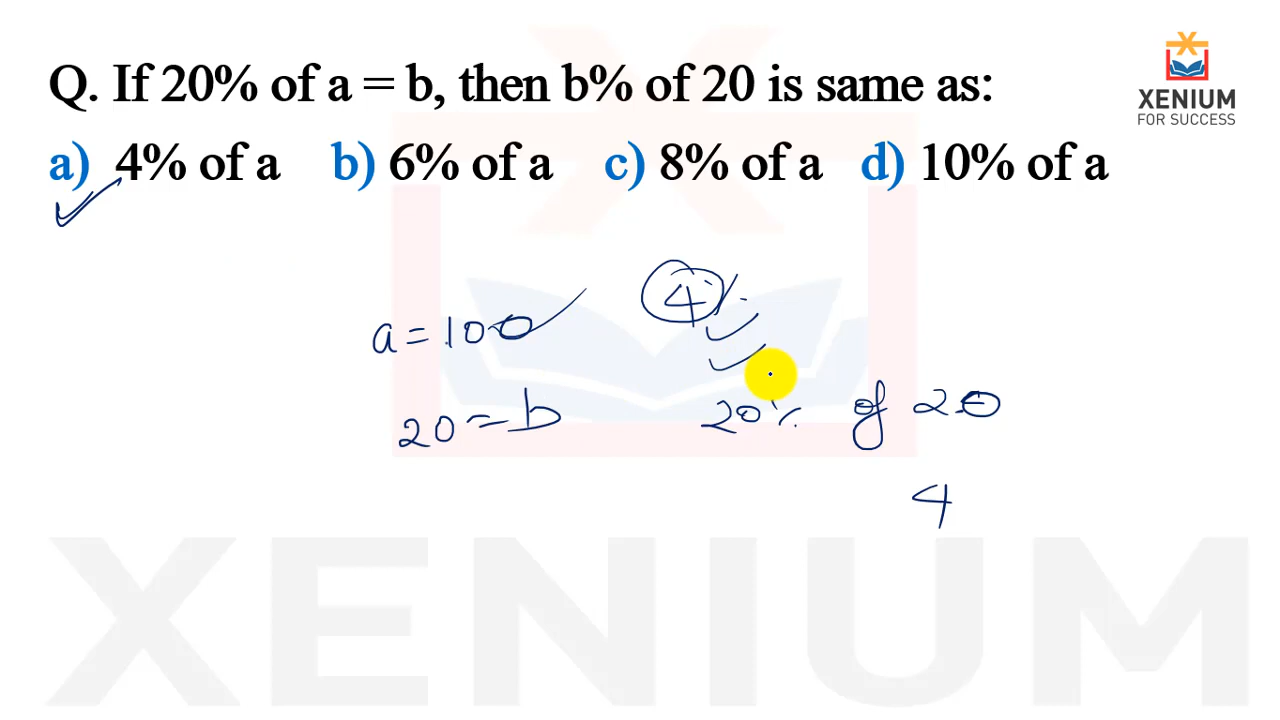 XENIUM
FOR SUCCESS
Q. If 20% of a = b, then b% of 20 is same as:
a) 4% of a b) 6% of a c) 8% of a d) 10% of a
4%
a = 100
20 = b 20% of 20
4
XENIUM